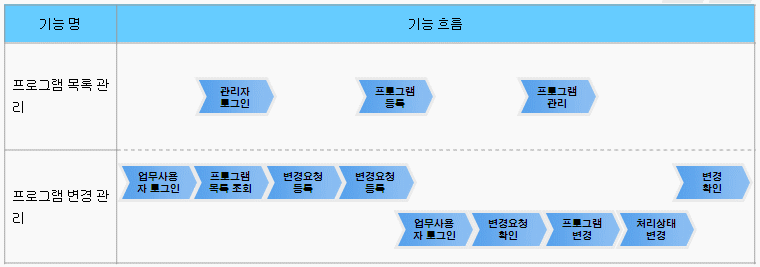 기능 명
기능 흐름
프로그램 목록 관
리
관리자
로그인
프로그램
등록
프로그램
관리
프로그램 변경 관
리
업무사용
자 로그인
프로그램
목록 조회
변경요청
등록
변경요청
등록
변경
확인
업무사용
자 로그인
변경요청
확인
프로그램
변경
처리상태
변경